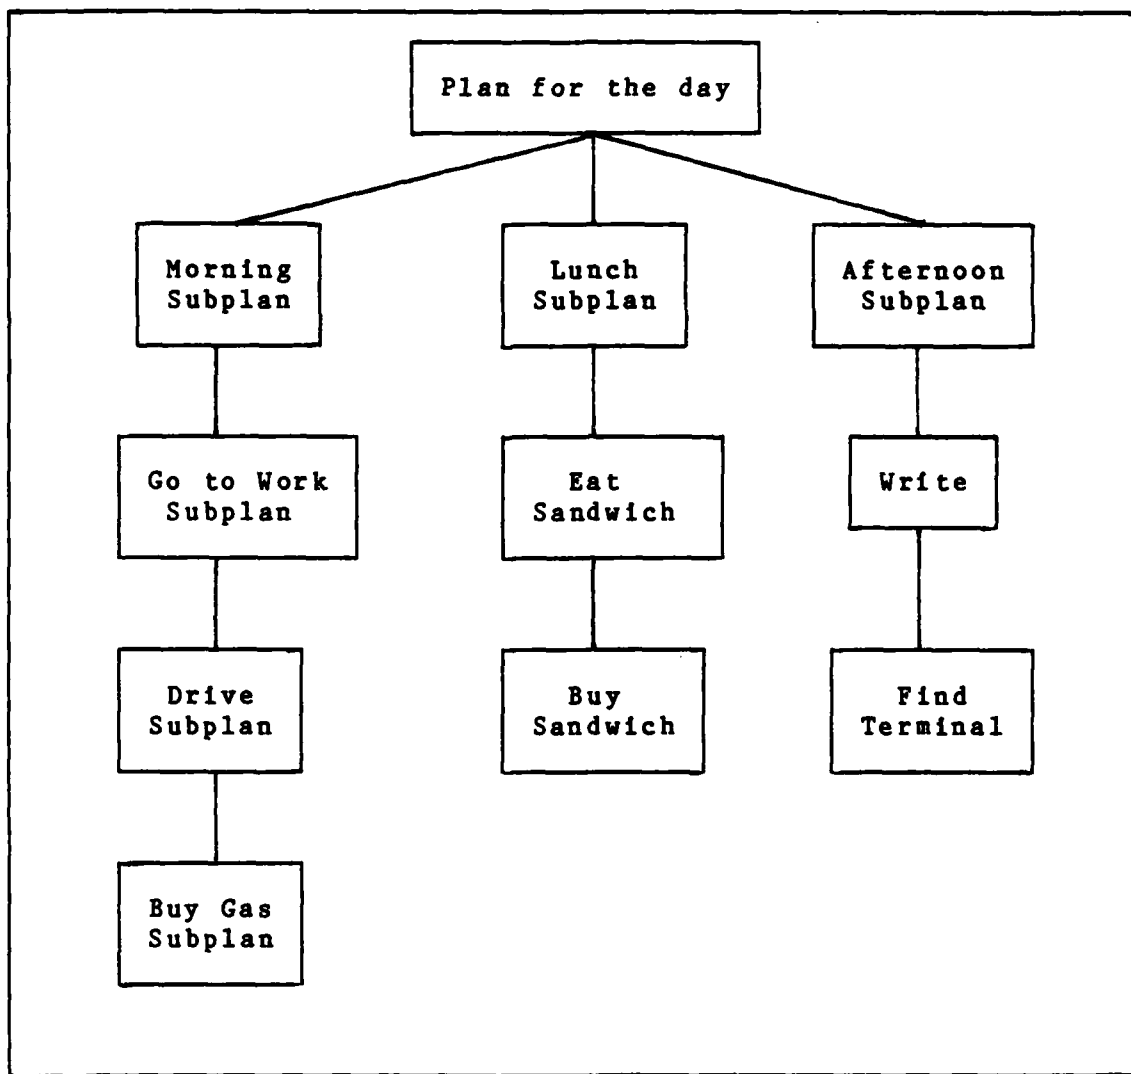 Plan for the day
Morning
Subplan
Lunch
Subplan
Afternoon
Subplan
Go to Work
Subplan
Eat
Sandwich
Write
Drive
Subplan
Buy
Sandwich
Find
Terminal
Buy Gas
Subplan